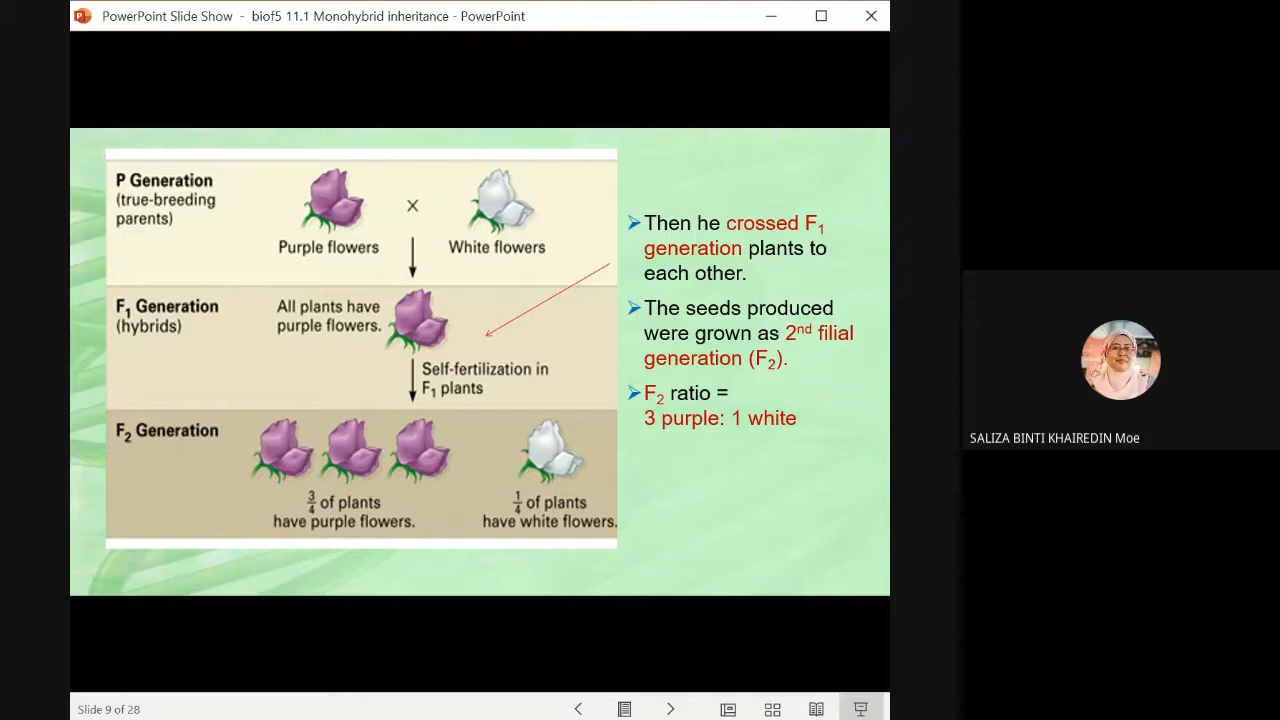 PowerPoint Slide Show - biof5 11.1 Monohybrid inheritance - PowerPoint
P Generation
(true-breeding
parents)
×
Purple flowers
White flowers
F1 Generation
(hybrids)
All plants have
purple flowers.
Self-fertilization in
F1 plants
F2 Generation
3/4 of plants
have purple flowers.
1/4 of plants
have white flowers.
➢Then he crossed F1
generation plants to
each other.
➢The seeds produced
were grown as 2nd filial
generation (F2).
➢F2 ratio =
3 purple: 1 white
SALIZA BINTI KHAIREDIN Moe
Slide 9 of 28